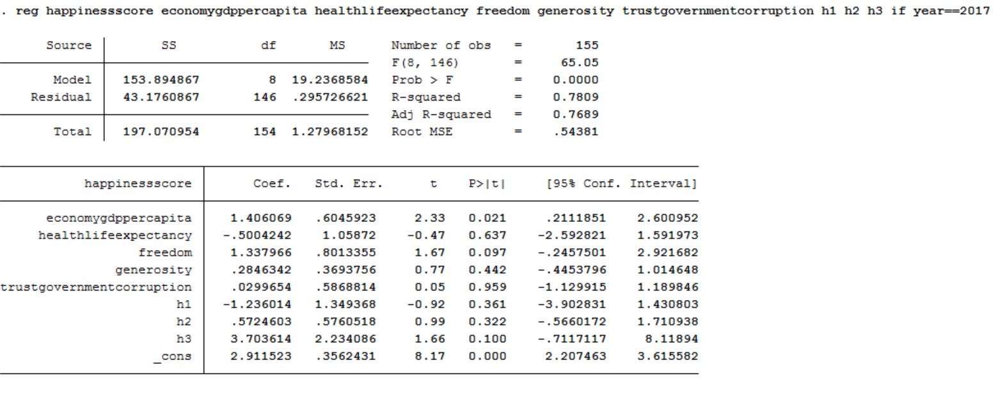 . reg happinessscore economygdppercapita healthlifeexpectancy freedom generosity trustgovernmentcorruption h1 h2 h3 if year==2017
Source SS df MS Number of obs = 155
F(8, 146) = 65.05
Model 153.894867 8 19.2368584 Prob > F = 0.0000
Residual 43.1760867 146 .295726621 R-squared = 0.7809
Adj R-squared = 0.7689
Total 197.070954 154 1.27968152 Root MSE = .54381
happinessscore Coef. Std. Err. t P>|t| [95% Conf. Interval]
economygdppercapita 1.406069 .6045923 2.33 0.021 .2111851 2.600952
healthlifeexpectancy -.5004242 1.05872 -0.47 0.637 -2.592821 1.591973
freedom 1.337966 .8013355 1.67 0.097 -.2457501 2.921682
generosity .2846342 .3693756 0.77 0.442 -.4453796 1.014648
trustgovernmentcorruption .0299654 .5868814 0.05 0.959 -1.129915 1.189846
h1 -1.236014 1.349368 -0.92 0.361 -3.902831 1.430803
h2 .5724603 .5760518 0.99 0.322 -.5660172 1.710938
h3 3.703614 2.234086 1.66 0.100 -.7117117 8.11894
_cons 2.911523 .3562431 8.17 0.000 2.207463 3.615582